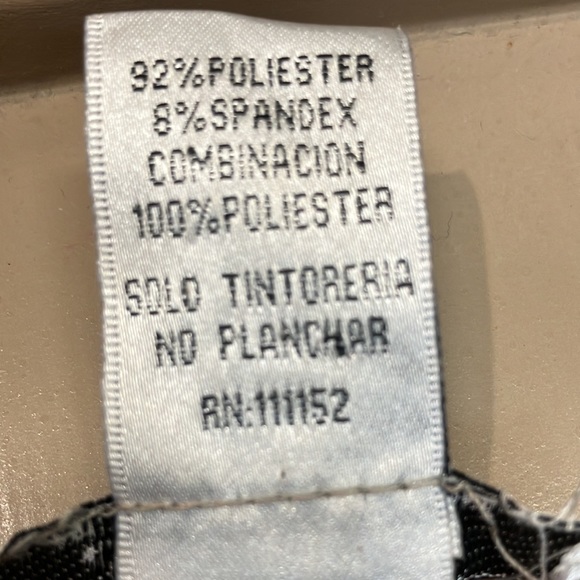 92%POLIESTER
8%SPANDEX
COMBINACION
100%POLIESTER
SOLO TINTORERIA
NO PLANCHAR
RN:111152